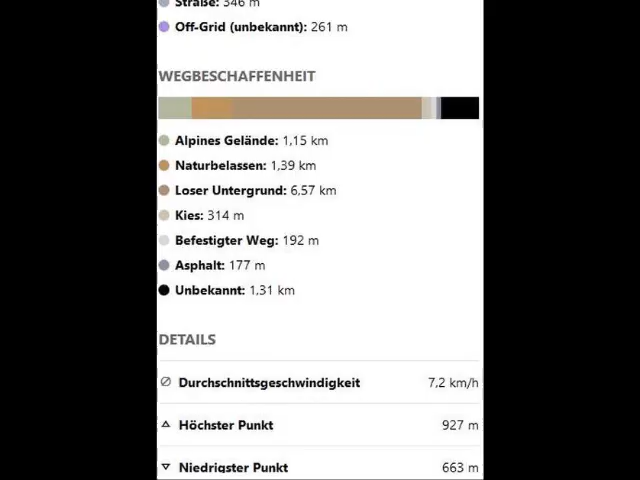 Straße: 346 m
Off-Grid (unbekannt): 261 m
WEGBESCHAFFENHEIT
Alpines Gelände: 1,15 km
Naturbelassen: 1,39 km
Loser Untergrund: 6,57 km
Kies: 314 m
Befestigter Weg: 192 m
Asphalt: 177 m
Unbekannt: 1,31 km
DETAILS
Durchschnittsgeschwindigkeit 7,2 km/h
Höchster Punkt 927 m
Niedrigster Punkt 663 m